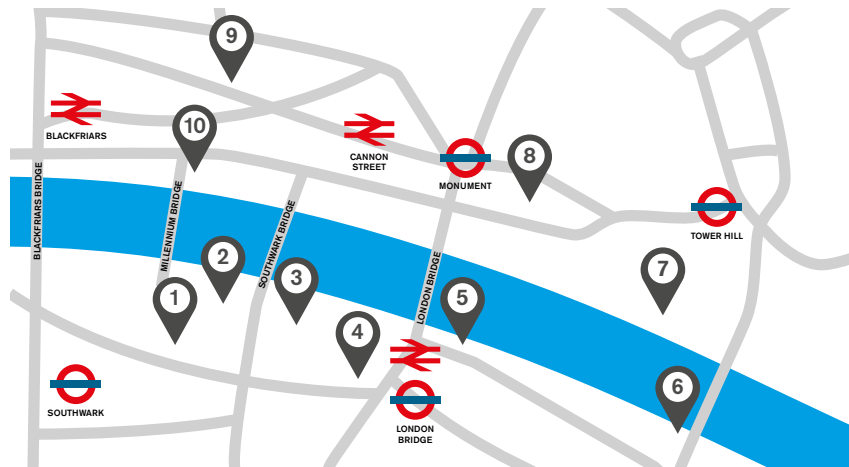 9
10
BLACKFRIARS
CANNON
STREET
MONUMENT
8
TOWER HILL
BLACKFRIARS BRIDGE
MILLENNIUM BRIDGE
SOUTHWARK BRIDGE
LONDON BRIDGE
2
3
7
1
5
4
6
SOUTHWARK
LONDON
BRIDGE